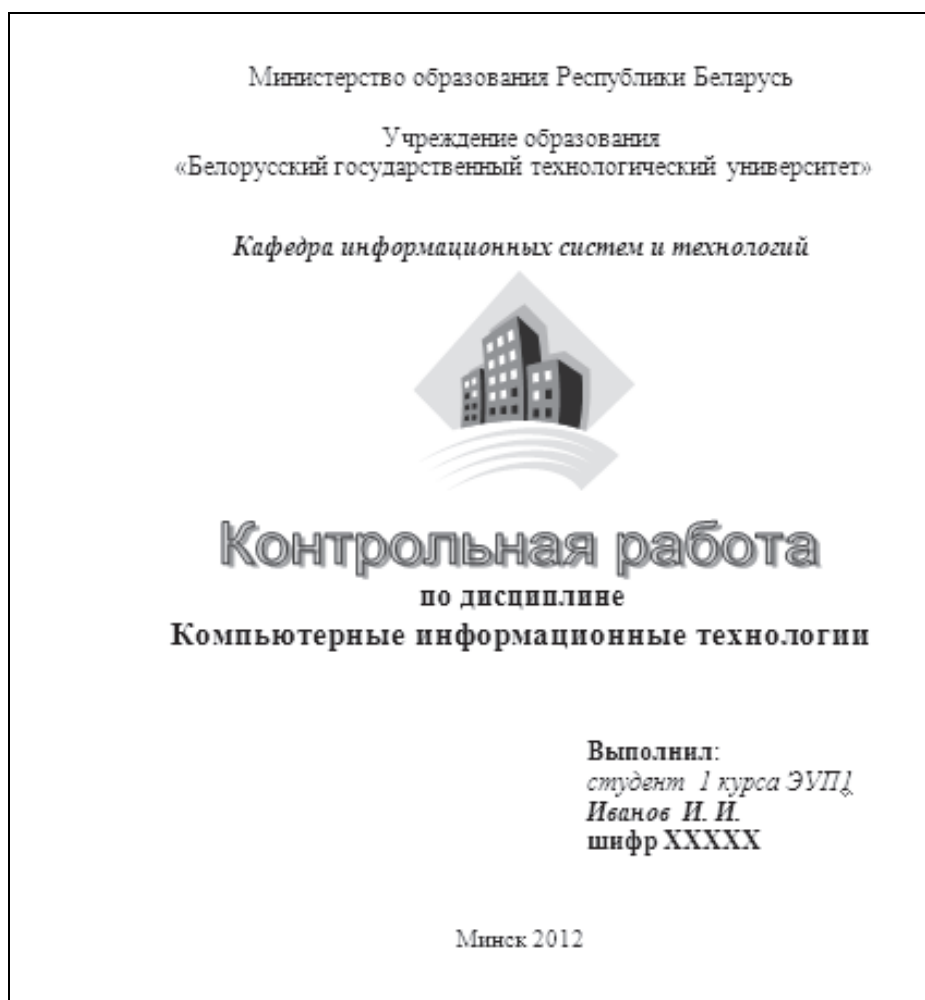 Министерство образования Республики Беларусь
Учреждение образования
«Белорусский государственный технологический университет»
Кафедра информационных систем и технологий
Контрольная работа
по дисциплине
Компьютерные информационные технологии
Выполнил:
студент 1 курса ЭУП1
Иванов И. И.
шифр XXXXX
Минск 2012